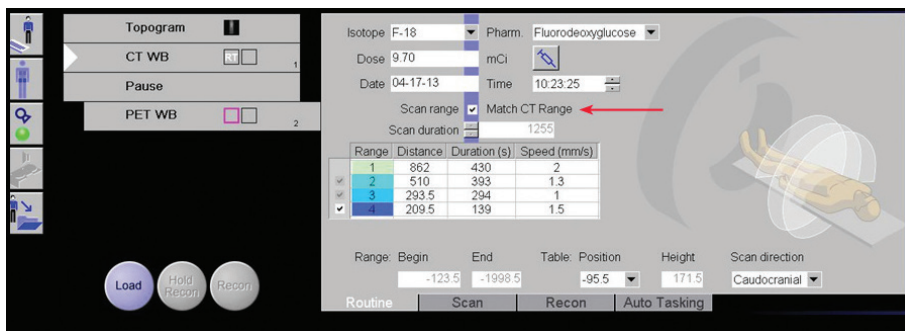 Topogram
CT WB RT 1
Pause
PET WB 2
Load
Hold Recon
Recon
Isotope F-18 Pharm. Fluorodeoxyglucose
Dose 9.70 mCi
Date 04-17-13 Time 10:23:25
Scan range Match CT Range
Scan duration 1255
Range Distance Duration (s) Speed (mm/s)
1 862 430 2
2 510 393 1.3
3 293.5 294 1
4 209.5 139 1.5
Range: Begin End Table: Position Height Scan direction
-123.5 -1998.5 -95.5 171.5 Caudocranial
Routine Scan Recon Auto Tasking